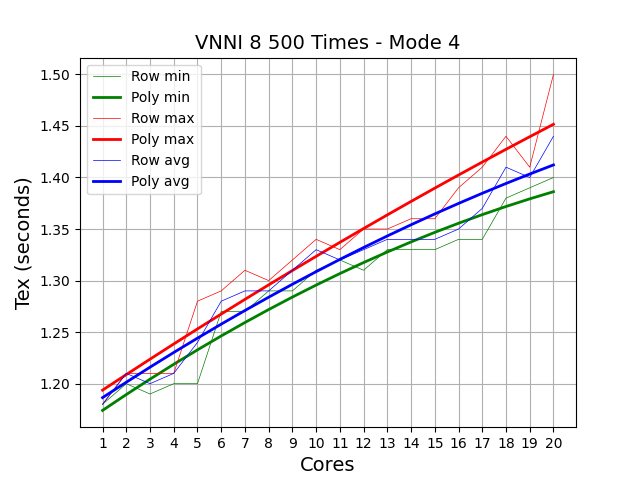 VNNI 8 500 Times - Mode 4
Tex (seconds)
1.50
1.45
1.40
1.35
1.30
1.25
1.20
Row min
Poly min
Row max
Poly max
Row avg
Poly avg
1 2 3 4 5 6 7 8 9 10 11 12 13 14 15 16 17 18 19 20
Cores